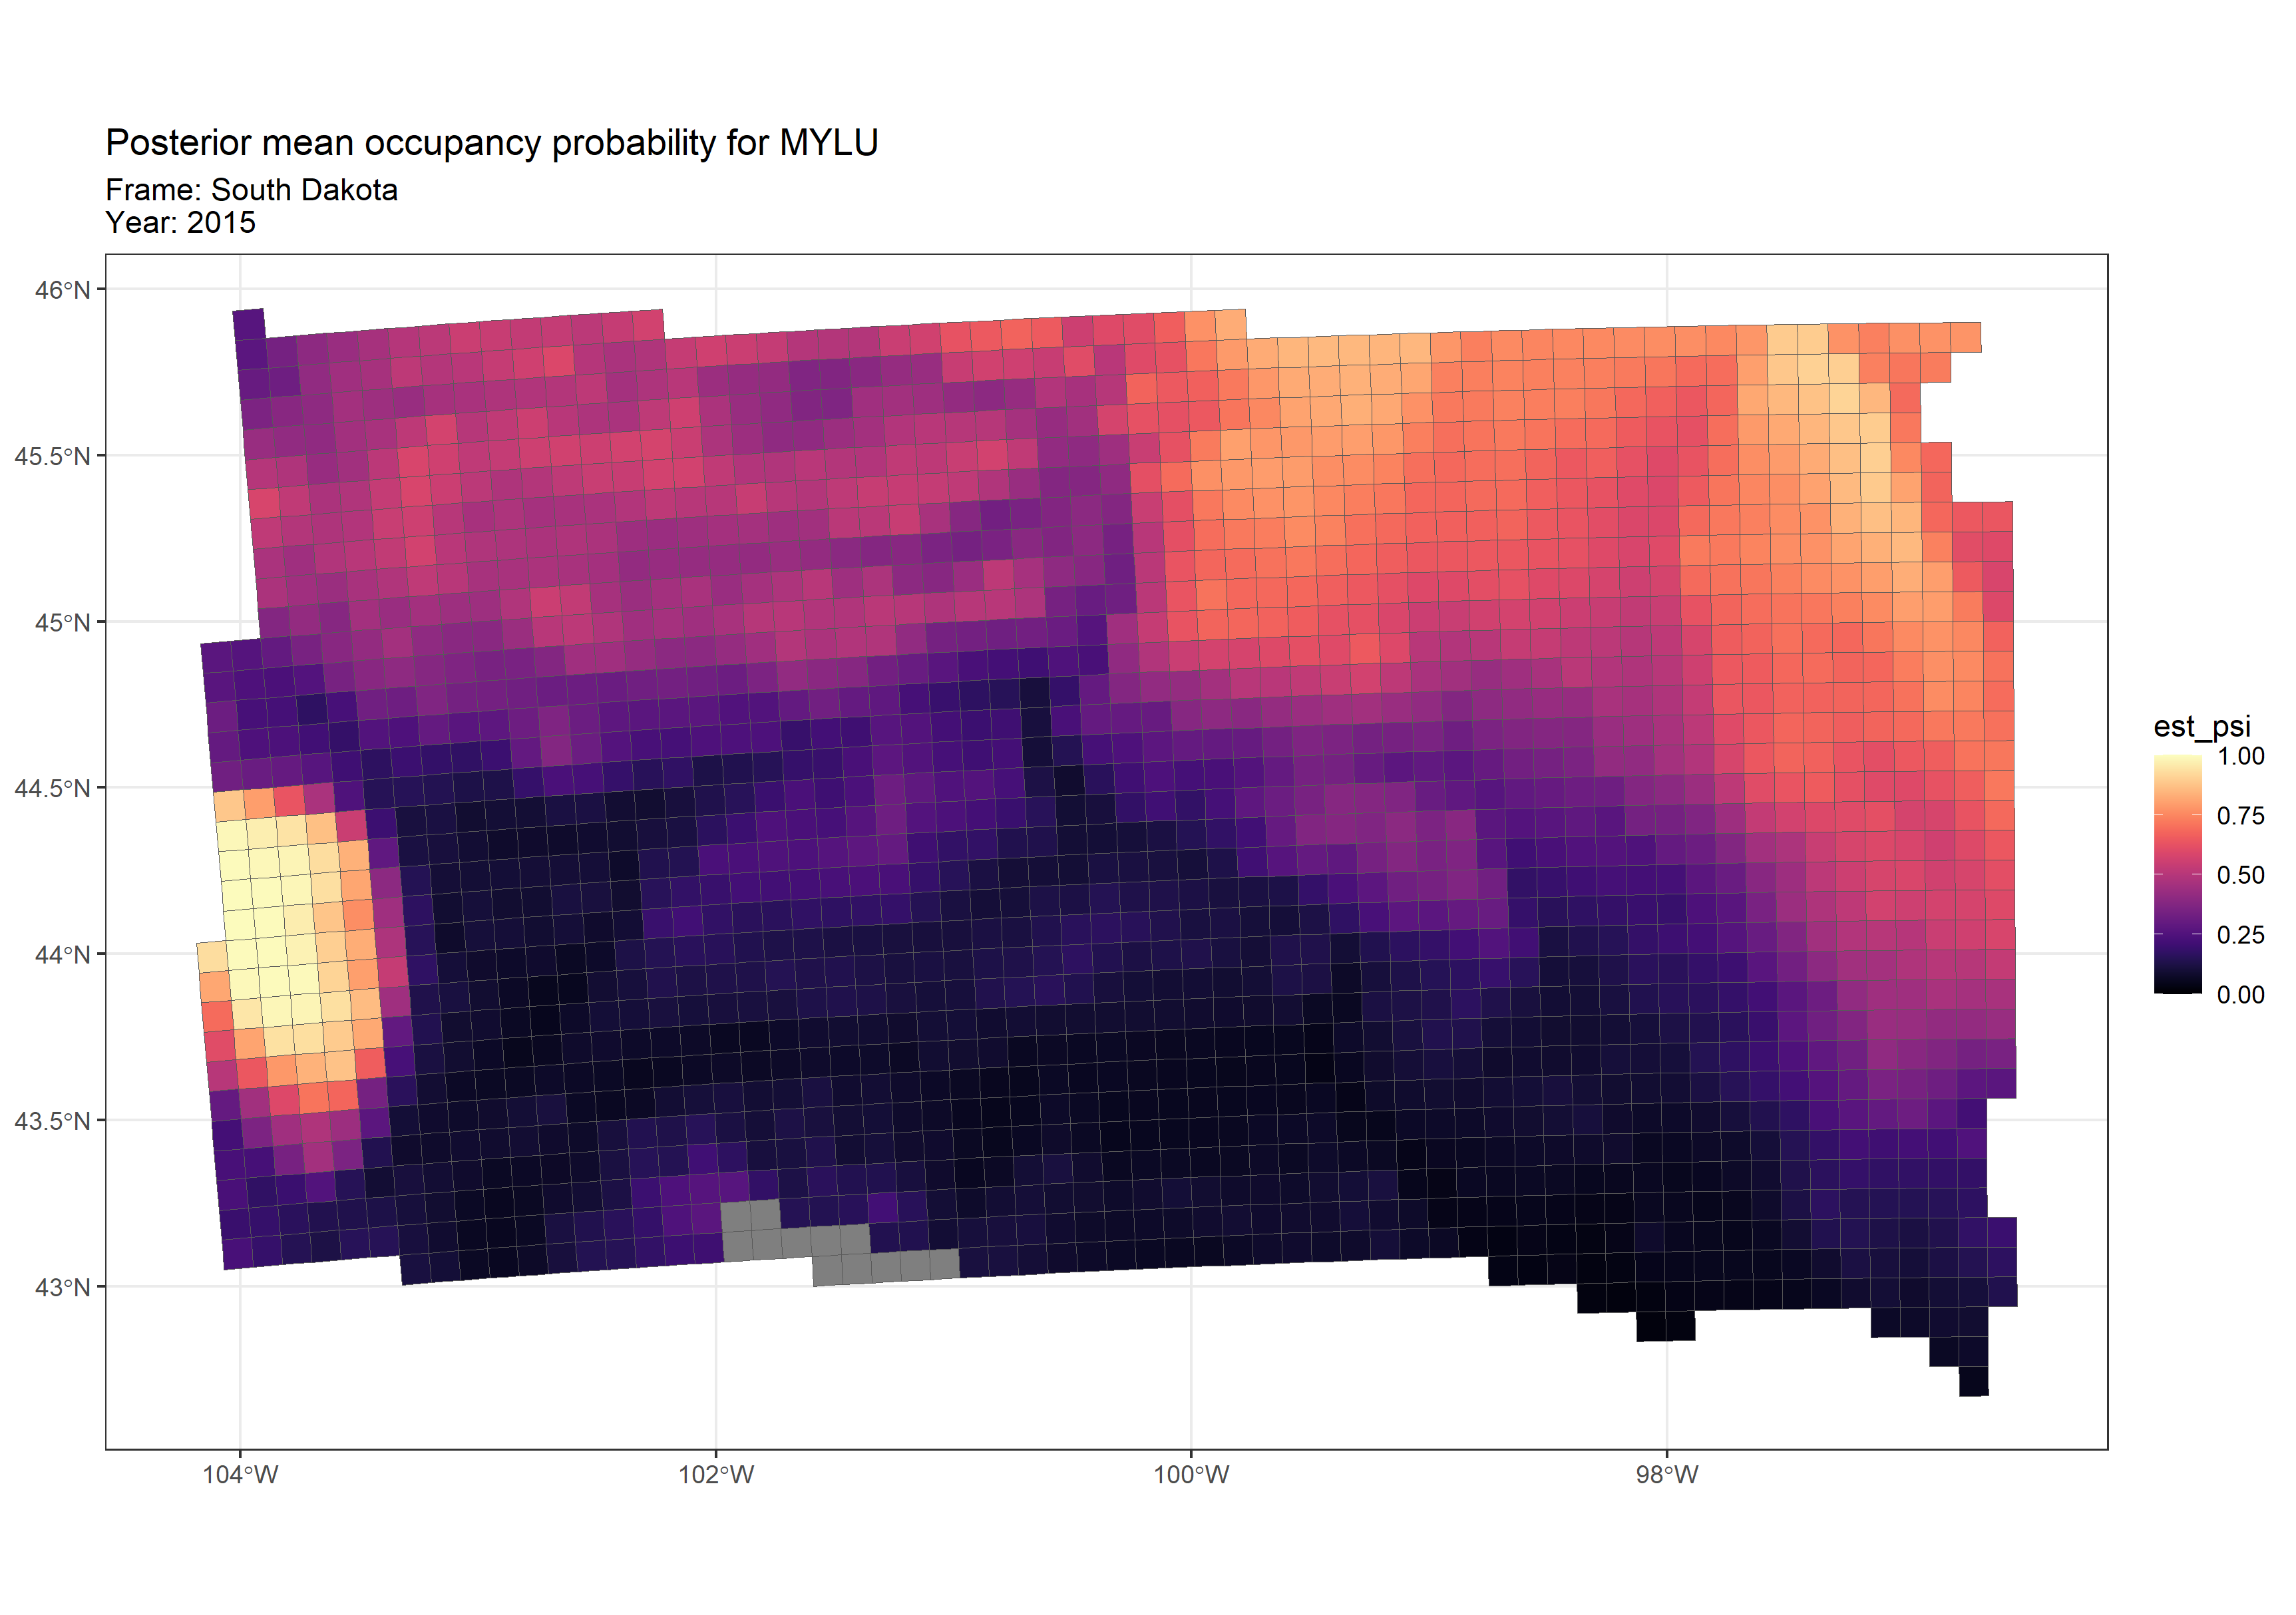 Posterior mean occupancy probability for MYLU
Frame: South Dakota
Year: 2015
46°N
45.5°N
45°N
44.5°N
44°N
43.5°N
43°N
104°W
102°W
100°W
98°W
est_psi
1.00
0.75
0.50
0.25
0.00